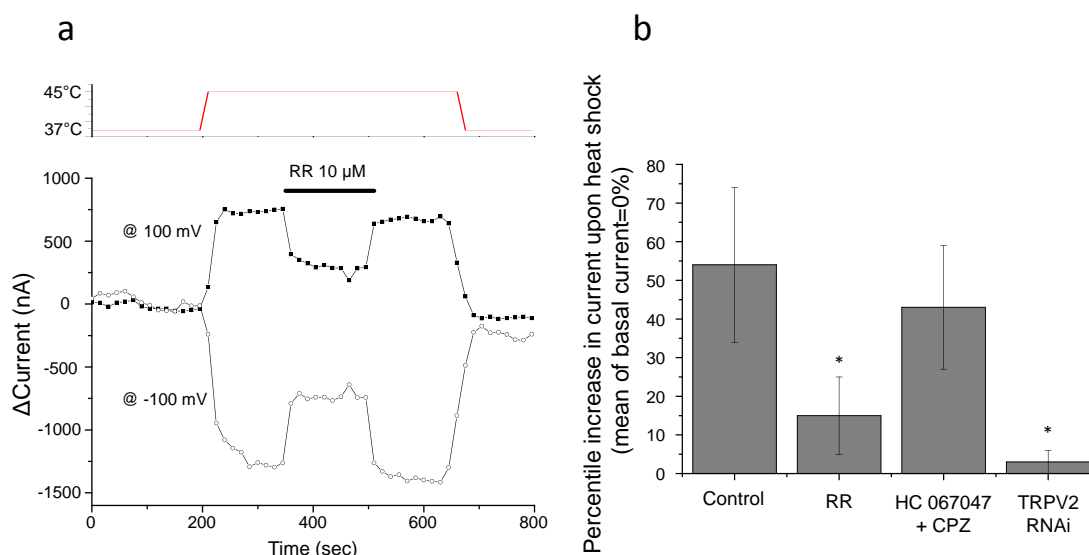 a
45°C
37°C
RR 10 µM
1000
500
0
-500
-1000
-1500
@ 100 mV
@ -100 mV
ΔCurrent (nA)
0
200
400
600
800
Time (sec)
b
Percentile increase in current upon heat shock
(mean of basal current=0%)
80
70
60
50
40
30
20
10
0
*
*
Control
RR
HC 067047
+ CPZ
TRPV2
RNAi